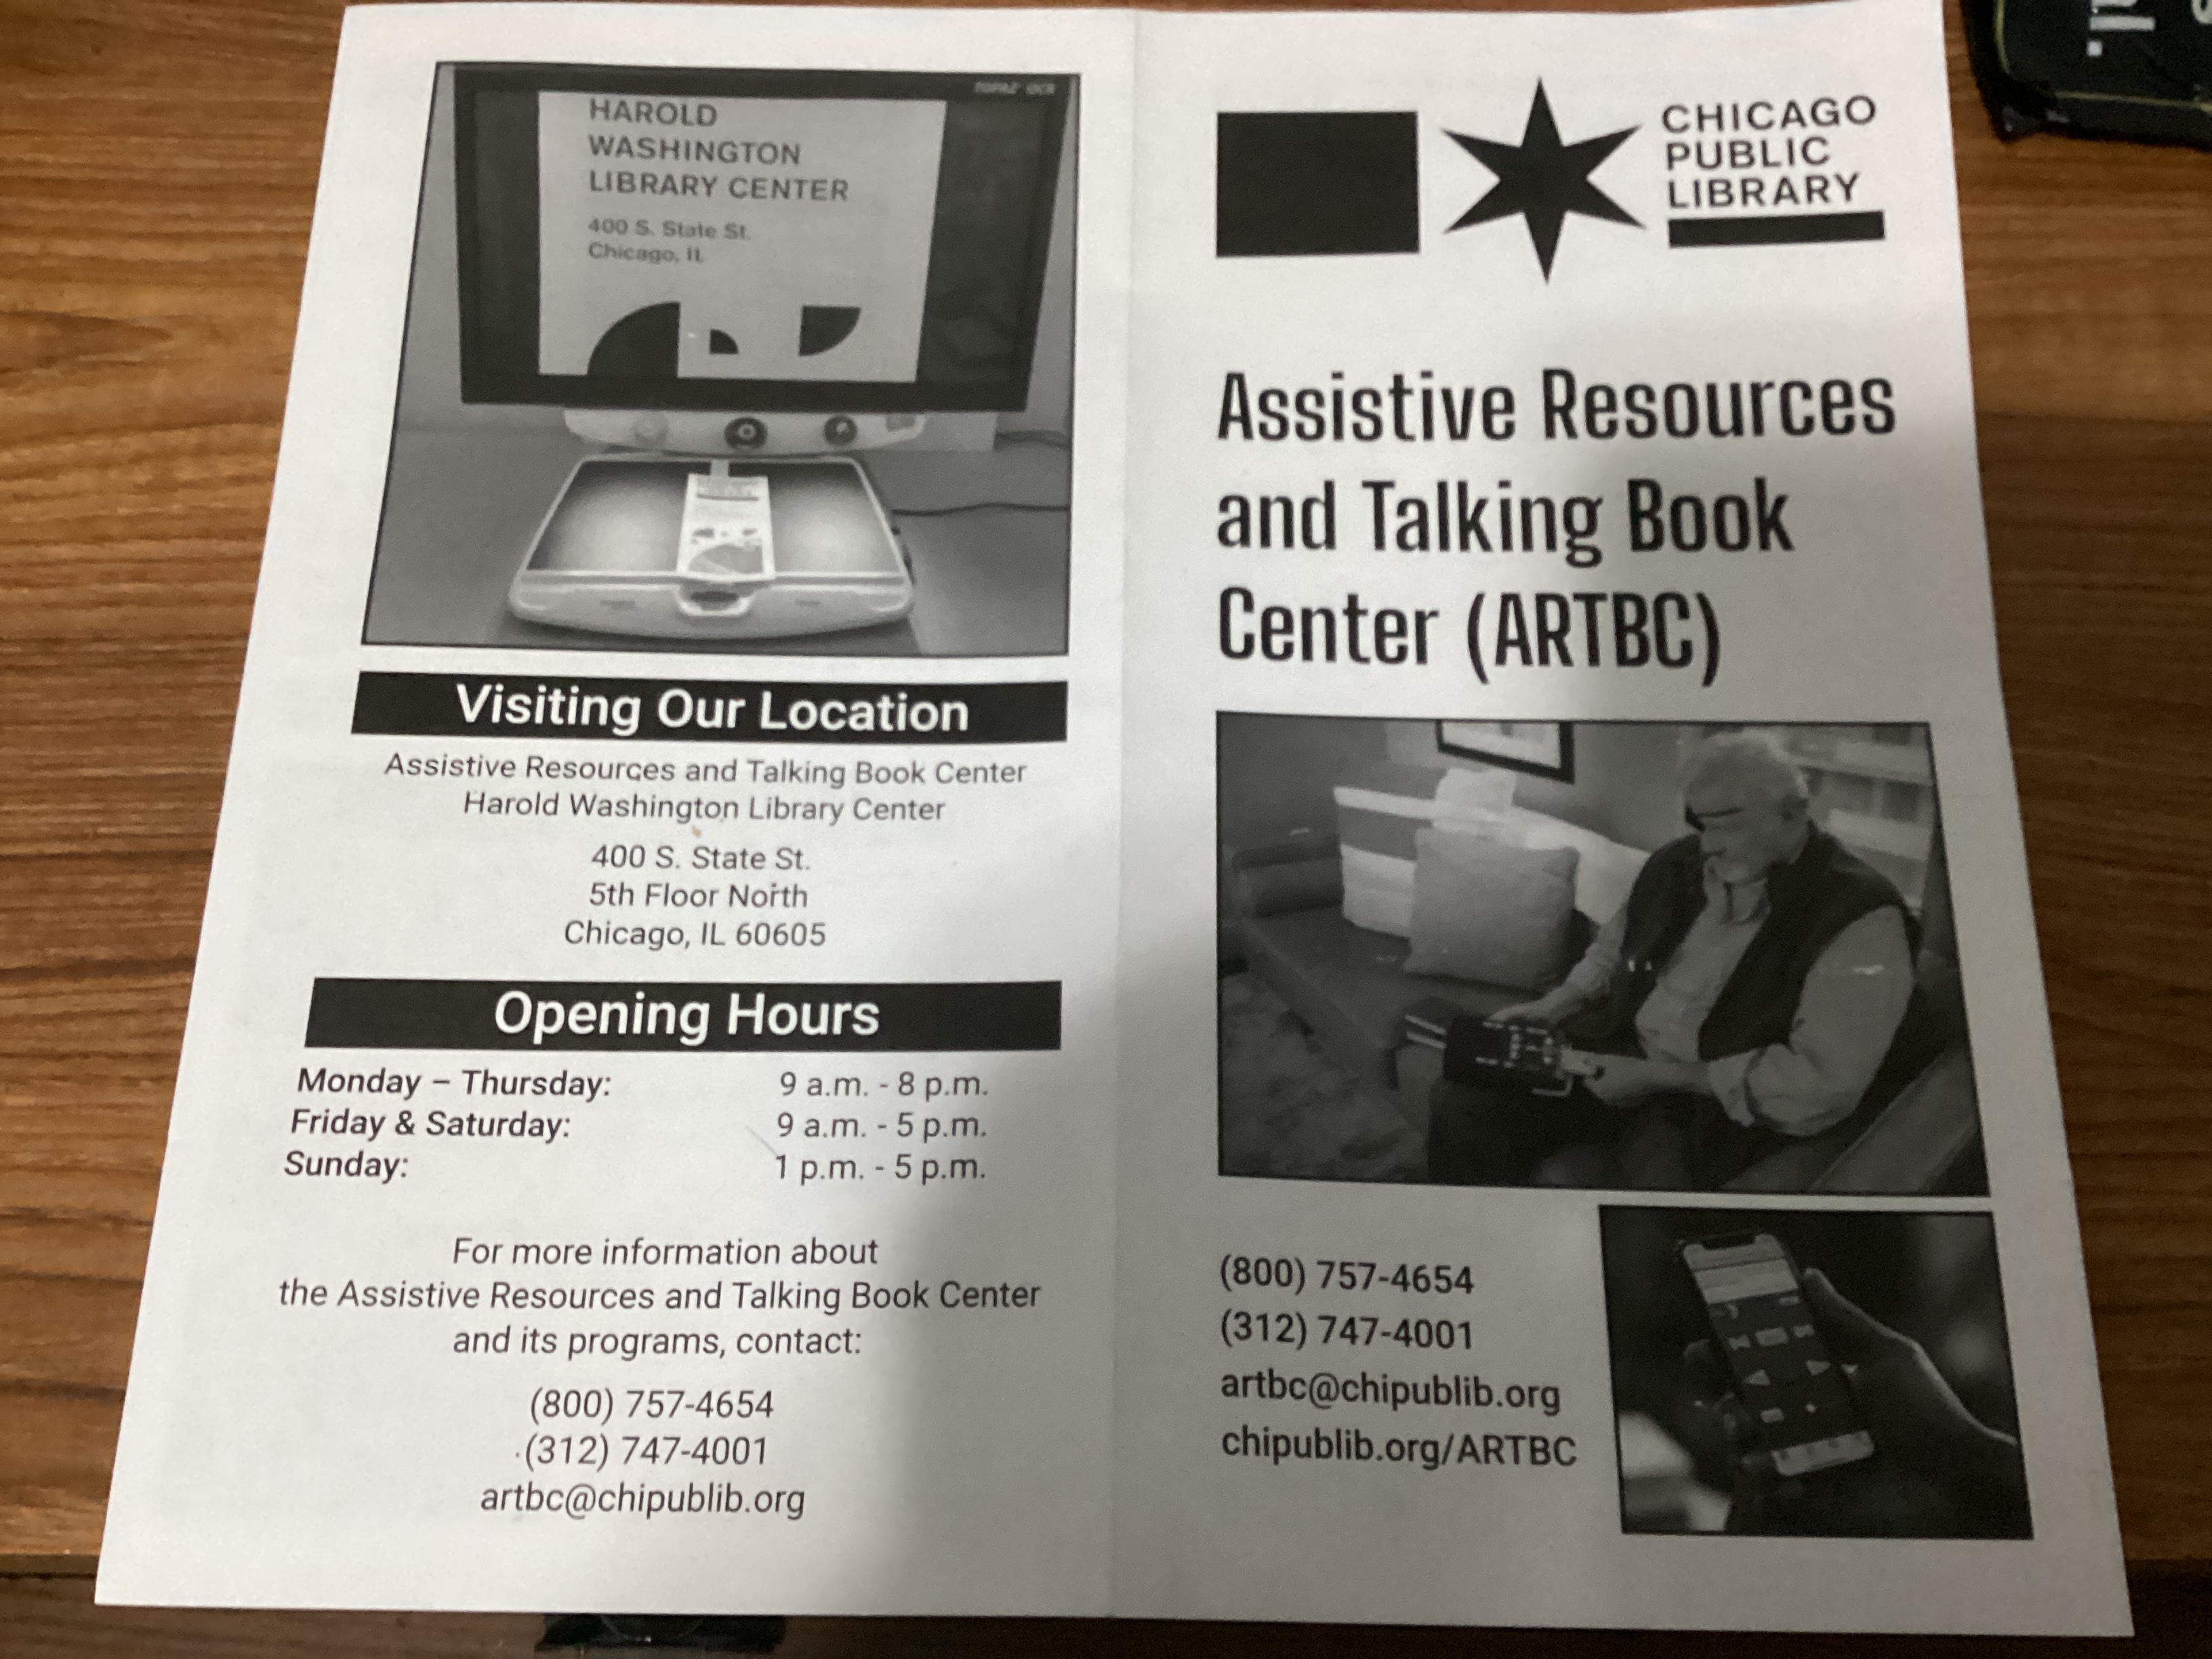 TOPAZ OCR
HAROLD
WASHINGTON
LIBRARY CENTER
400 S. State St.
Chicago, IL
Visiting Our Location
Assistive Resources and Talking Book Center
Harold Washington Library Center
400 S. State St.
5th Floor North
Chicago, IL 60605
Opening Hours
Monday – Thursday: 9 a.m. - 8 p.m.
Friday & Saturday: 9 a.m. - 5 p.m.
Sunday: 1 p.m. - 5 p.m.
For more information about
the Assistive Resources and Talking Book Center
and its programs, contact:
(800) 757-4654
(312) 747-4001
artbc@chipublib.org
CHICAGO
PUBLIC
LIBRARY
Assistive Resources
and Talking Book
Center (ARTBC)
(800) 757-4654
(312) 747-4001
artbc@chipublib.org
chipublib.org/ARTBC